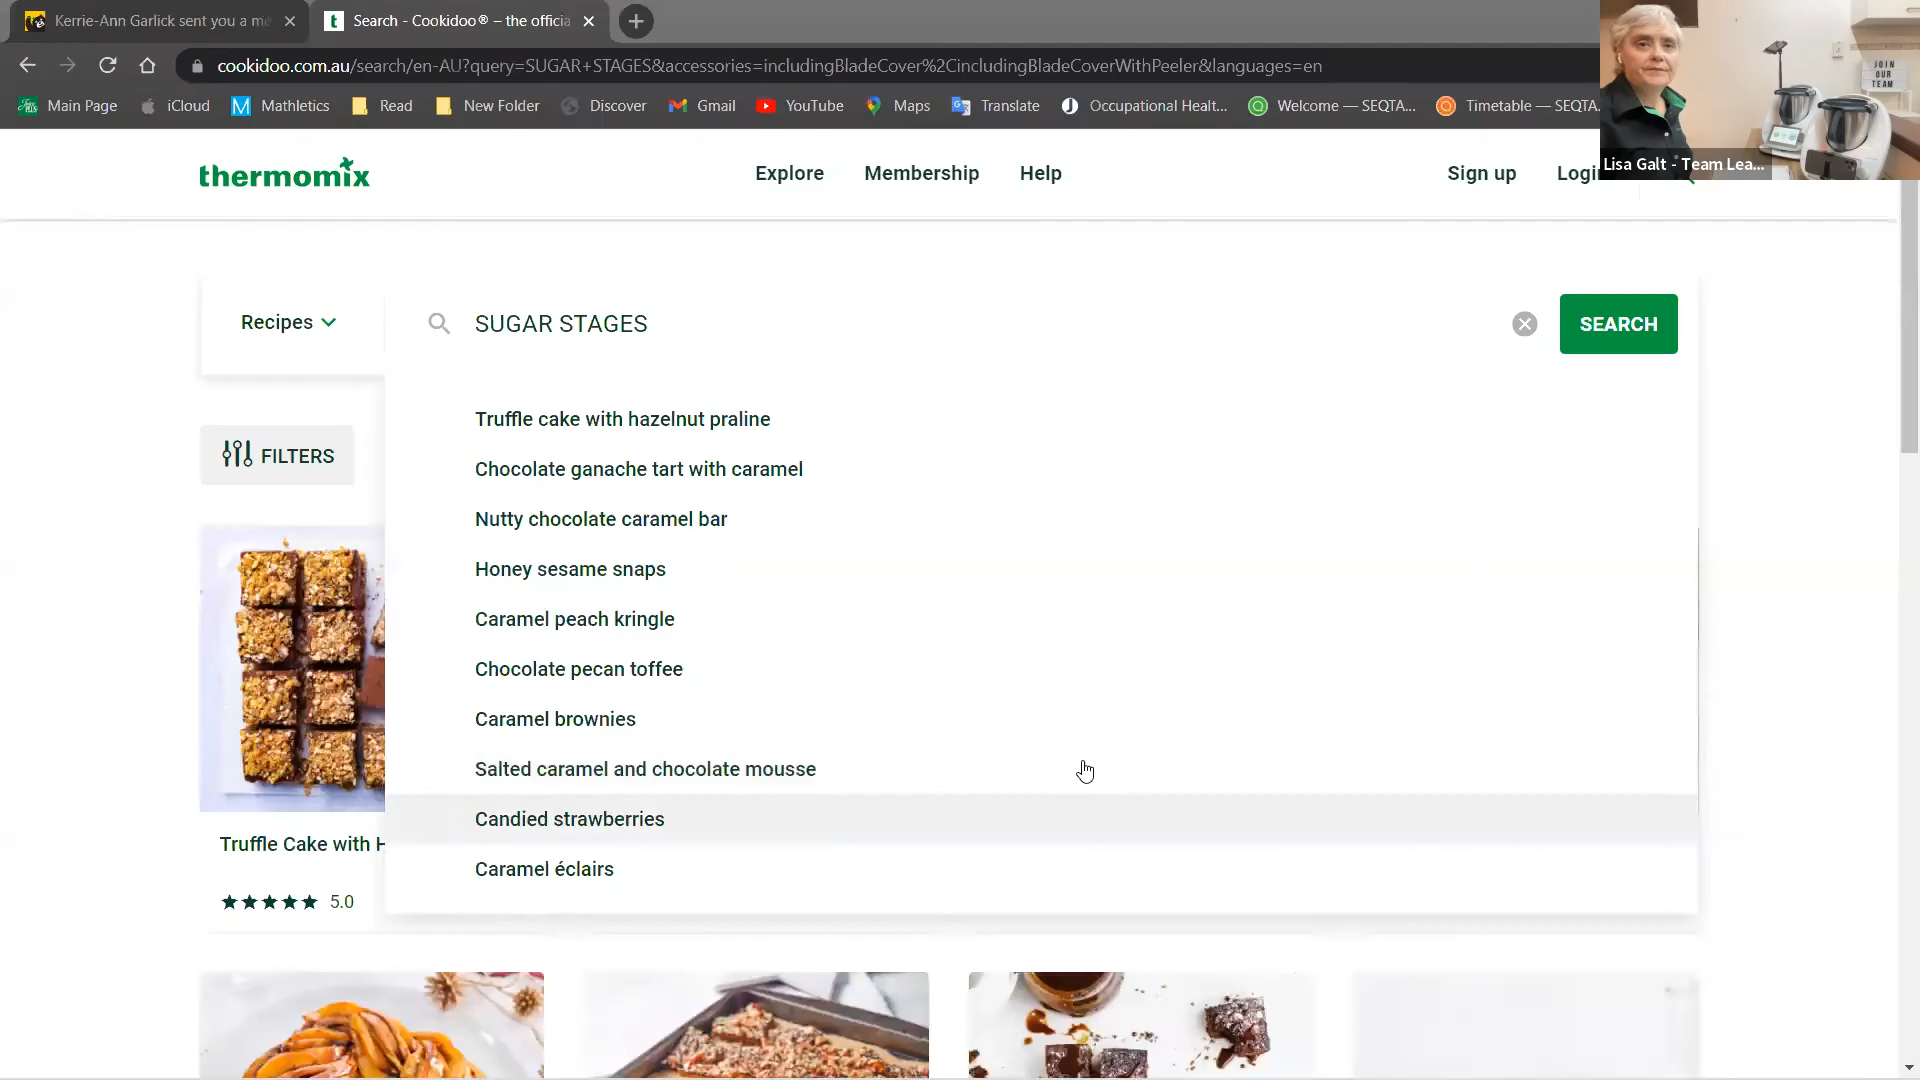 Kerrie-Ann Garlick sent you a me
Search - Cookidoo® – the officia
cookidoo.com.au/search/en-AU?query=SUGAR+STAGES&accessories=includingBladeCover%2CincludingBladeCoverWithPeeler&languages=en
Main Page
iCloud
Mathletics
Read
New Folder
Discover
Gmail
YouTube
Maps
Translate
Occupational Healt...
Welcome — SEQTA...
Timetable — SEQTA
JOIN
OUR
TEAM
Lisa Galt - Team Lea...
thermomix
Explore
Membership
Help
Sign up
Logi
Recipes
SUGAR STAGES
SEARCH
FILTERS
Truffle cake with hazelnut praline
Chocolate ganache tart with caramel
Nutty chocolate caramel bar
Honey sesame snaps
Caramel peach kringle
Chocolate pecan toffee
Caramel brownies
Salted caramel and chocolate mousse
Candied strawberries
Caramel éclairs
Truffle Cake with H
5.0